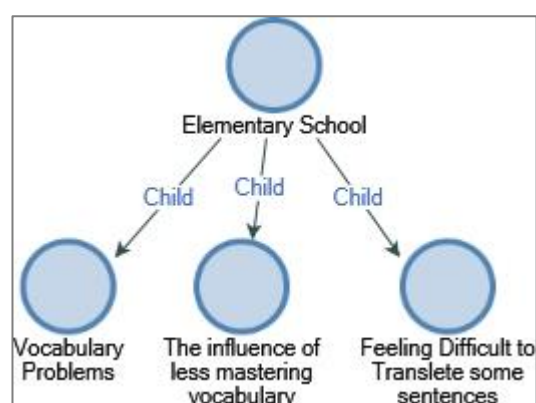 Elementary School
Child
Child
Child
Vocabulary
Problems
The influence of
less mastering
vocabulary
Feeling Difficult to
Translete some
sentences